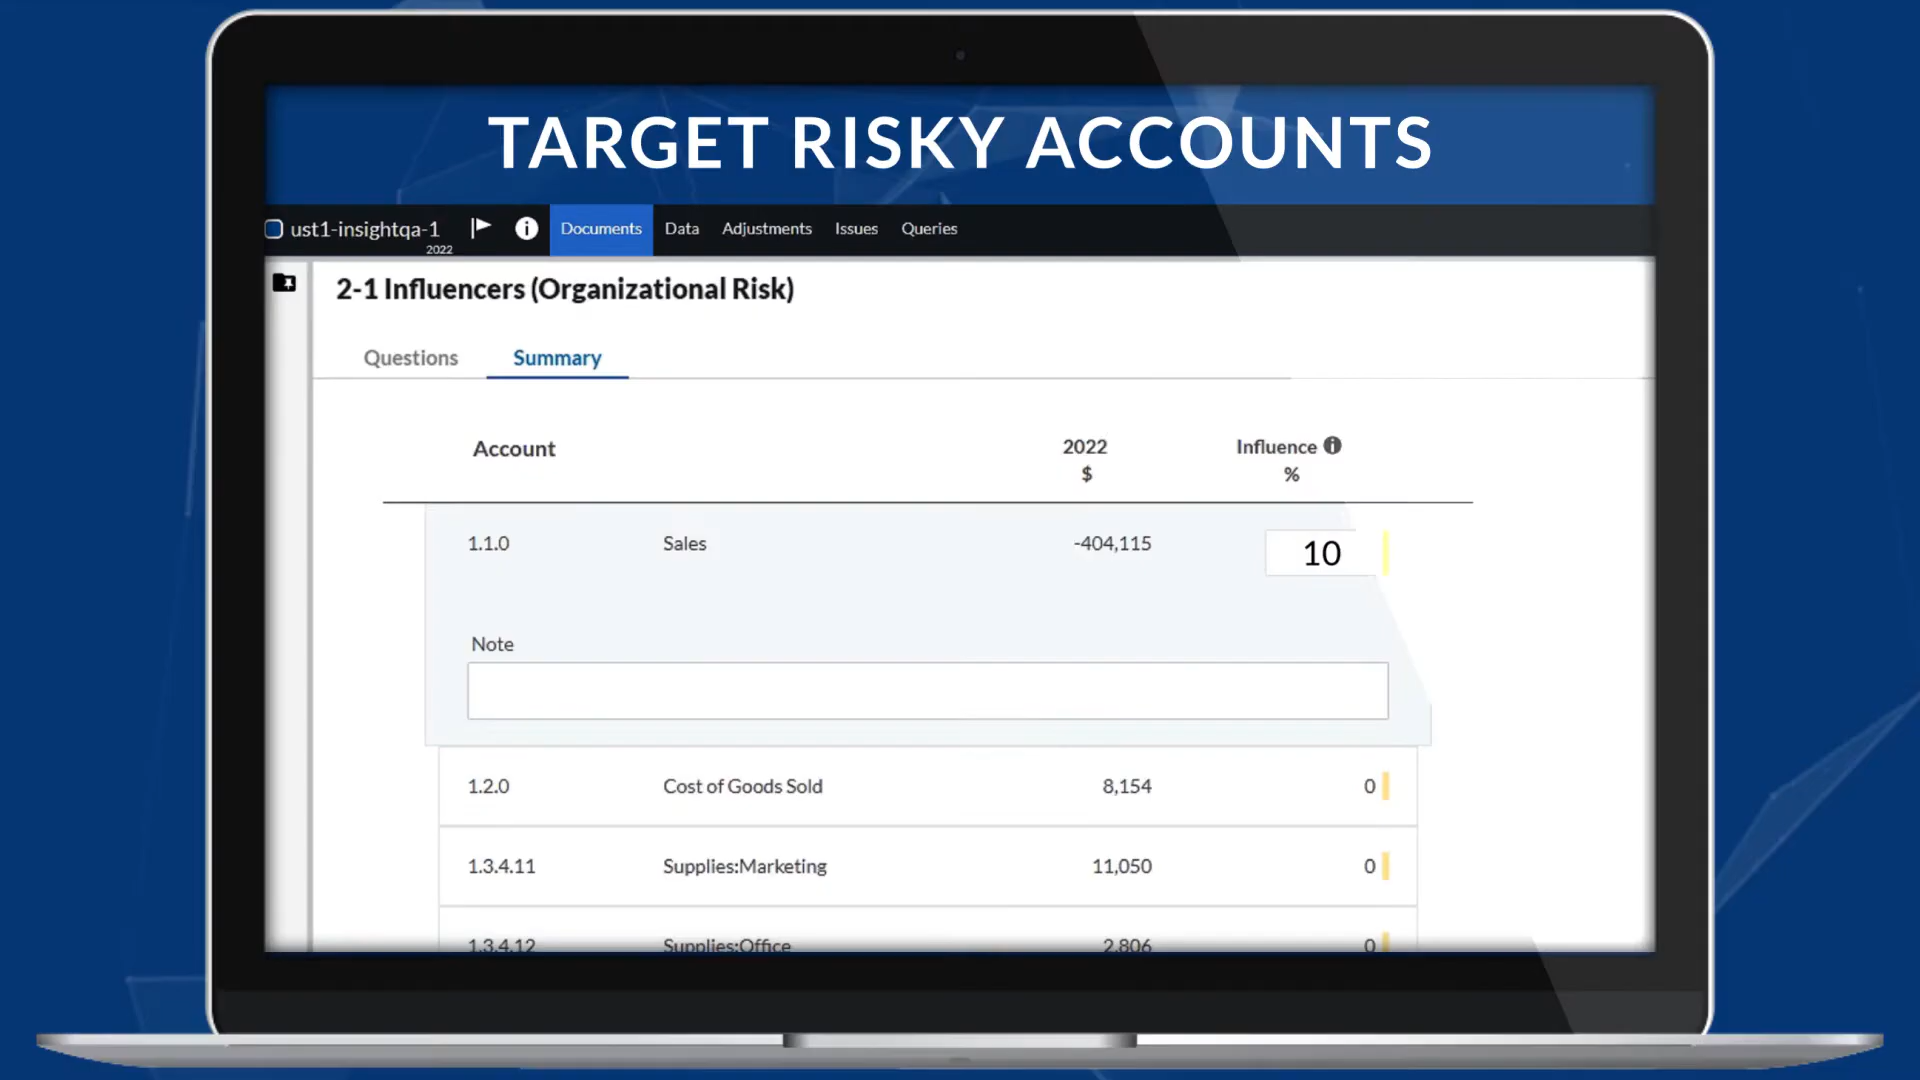 TARGET RISKY ACCOUNTS
ust1-insightqa-1 Documents Data Adjustments Issues Queries
2022
2-1 Influencers (Organizational Risk)
Questions Summary
Account 2022 Influence
$ %
1.1.0 Sales -404,115 10
Note
1.2.0 Cost of Goods Sold 8,154 0
1.3.4.11 Supplies:Marketing 11,050 0
1.3.4.12 Supplies:Office 2,806 0